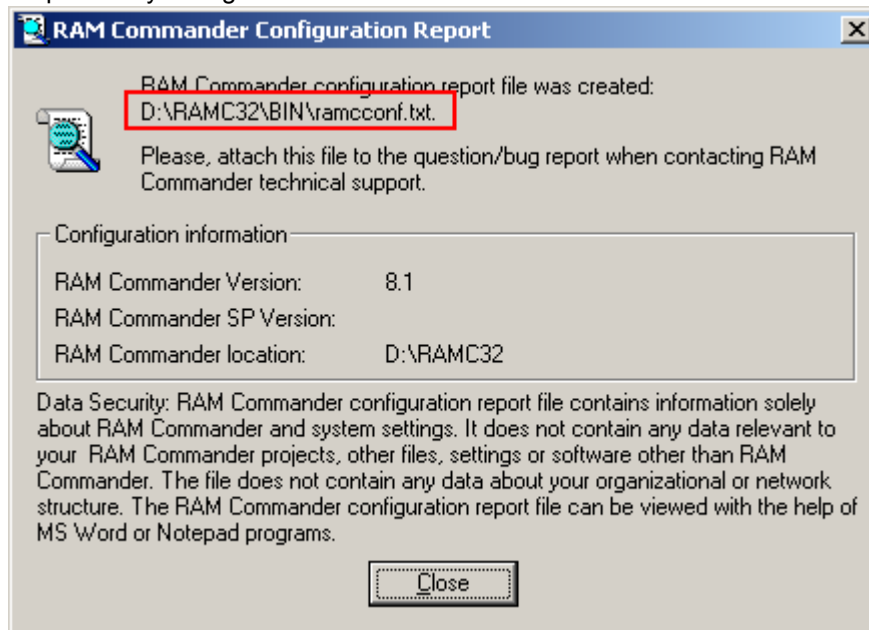 RAM Commander Configuration Report
RAM Commander configuration report file was created:
D:\RAMC32\BIN\ramcconf.txt.
Please, attach this file to the question/bug report when contacting RAM
Commander technical support.
Configuration information
RAM Commander Version: 8.1
RAM Commander SP Version:
RAM Commander location: D:\RAMC32
Data Security: RAM Commander configuration report file contains information solely
about RAM Commander and system settings. It does not contain any data relevant to
your RAM Commander projects, other files, settings or software other than RAM
Commander. The file does not contain any data about your organizational or network
structure. The RAM Commander configuration report file can be viewed with the help of
MS Word or Notepad programs.
Close